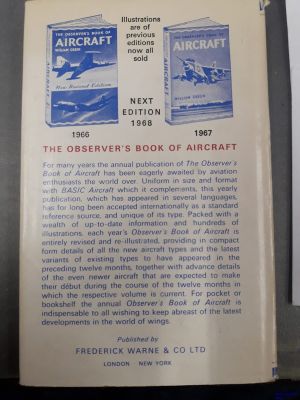 Illustrations
are of
previous
editions
now all
sold
THE OBSERVER'S BOOK OF
AIRCRAFT
WILLIAM GREEN
New Revised Edition
THE OBSERVER'S BOOK OF
AIRCRAFT
WILLIAM GREEN
NEXT
EDITION
1968
1966
1967
THE OBSERVER'S BOOK OF AIRCRAFT
For many years the annual publication of The Observer's
Book of Aircraft has been eagerly awaited by aviation
enthusiasts the world over. Uniform in size and format
with BASIC Aircraft which it complements, this yearly
publication, which has appeared in several languages,
has for long been accepted internationally as a standard
reference source, and unique of its type. Packed with a
wealth of up-to-date information and hundreds of
illustrations, each year's Observer's Book of Aircraft is
entirely revised and re-illustrated, providing in compact
form details of all the new aircraft types and the latest
variants of existing types to have appeared in the
preceding twelve months, together with advance details
of the even newer aircraft that are expected to make
their début during the course of the twelve months in
which the respective volume is current. For pocket or
bookshelf the annual Observer's Book of Aircraft is
indispensable to all wishing to keep abreast of the latest
developments in the world of wings.
Published by
FREDERICK WARNE & CO LTD
LONDON · NEW YORK